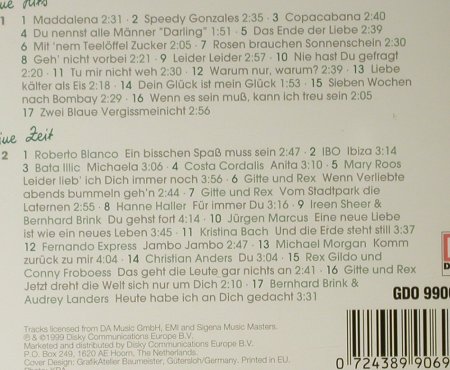 ine Hits
1 1 Maddalena 2:31 · 2 Speedy Gonzales 2:35 · 3 Copacabana 2:40
4 Du nennst alle Männer "Darling" 1:51 · 5 Das Ende der Liebe 2:39
6 Mit 'nem Teelöffel Zucker 2:05 · 7 Rosen brauchen Sonnenschein 2:30
8 Geh' nicht vorbei 2:21 · 9 Leider Leider 2:57 · 10 Nie hast Du gefragt
2:20 · 11 Tu mir nicht weh 2:30 · 12 Warum nur, warum? 2:39 · 13 Liebe
kälter als Eis 2:18 · 14 Dein Glück ist mein Glück 1:53 · 15 Sieben Wochen
nach Bombay 2:29 · 16 Wenn es sein muß, kann ich treu sein 2:05
17 Zwei Blaue Vergissmeinicht 2:56
ine Zeit
2 1 Roberto Blanco Ein bisschen Spaß muss sein 2:47 · 2 IBO Ibiza 3:14
3 Bata Illic Michaela 3:06 · 4 Costa Cordalis Anita 3:10 · 5 Mary Roos
Leider lieb' ich Dich immer noch 3:56 · 6 Gitte und Rex Wenn Verliebte
abends bummeln geh'n 2:44 · 7 Gitte und Rex Vom Stadtpark die
Laternen 2:55 · 8 Hanne Haller Für immer Du 3:16 · 9 Ireen Sheer &
Bernhard Brink Du gehst fort 4:14 · 10 Jürgen Marcus Eine neue Liebe
ist wie ein neues Leben 3:45 · 11 Kristina Bach Und die Erde steht still 3:37
12 Fernando Express Jambo Jambo 2:47 · 13 Michael Morgan Komm
zurück zu mir 4:04 · 14 Christian Anders Du 3:04 · 15 Rex Gildo und
Conny Froboess Das geht die Leute gar nichts an 2:41 · 16 Gitte und Rex
Jetzt dreht die Welt sich nur um Dich 2:58 · 17 Bernhard Brink &
Audrey Landers Heute habe ich an Dich gedacht 3:31
GDO 9906
Tracks licensed from DA Music GmbH, EMI and Sigena Music Masters.
℗ & ©1999 Disky Communications Europe B.V.
Marketed and distributed by Disky Communications Europe B.V.
P.O. Box 249, 1620 AE Hoorn, The Netherlands.
Cover Design: GrafikAtelier Baumeister, Gütersloh/Germany. Printed in EU.
0 724389 9069